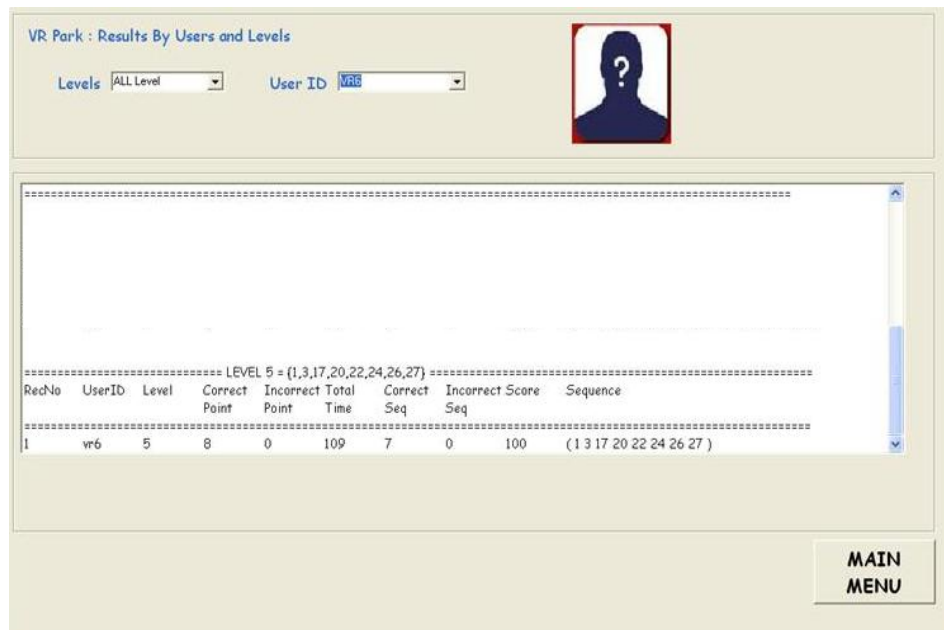 VR Park : Results By Users and Levels
Levels ALL Level User ID VR6
?
==============================================================================
============================== LEVEL 5 = {1,3,17,20,22,24,26,27} ==============================
RecNo UserID Level Correct Incorrect Total Correct Incorrect Score Sequence
Point Point Time Seq Seq
==============================================================================
1 vr6 5 8 0 109 7 0 100 ( 1 3 17 20 22 24 26 27 )
MAIN
MENU